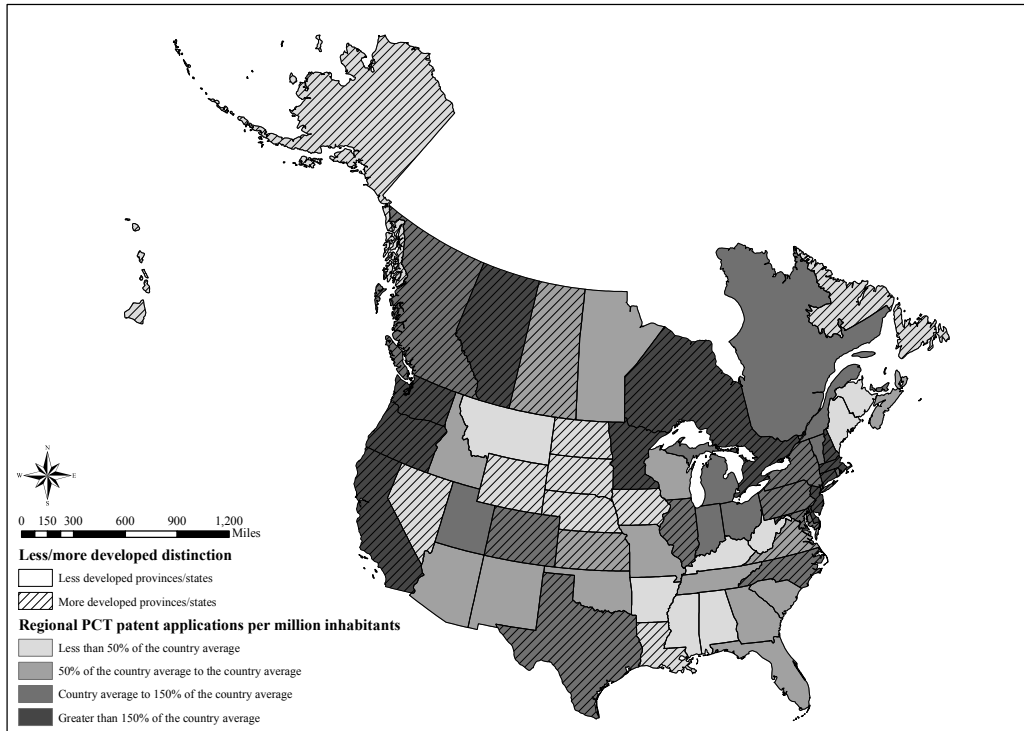 N
W E
S
0 150 300 600 900 1,200
Miles
Less/more developed distinction
Less developed provinces/states
More developed provinces/states
Regional PCT patent applications per million inhabitants
Less than 50% of the country average
50% of the country average to the country average
Country average to 150% of the country average
Greater than 150% of the country average